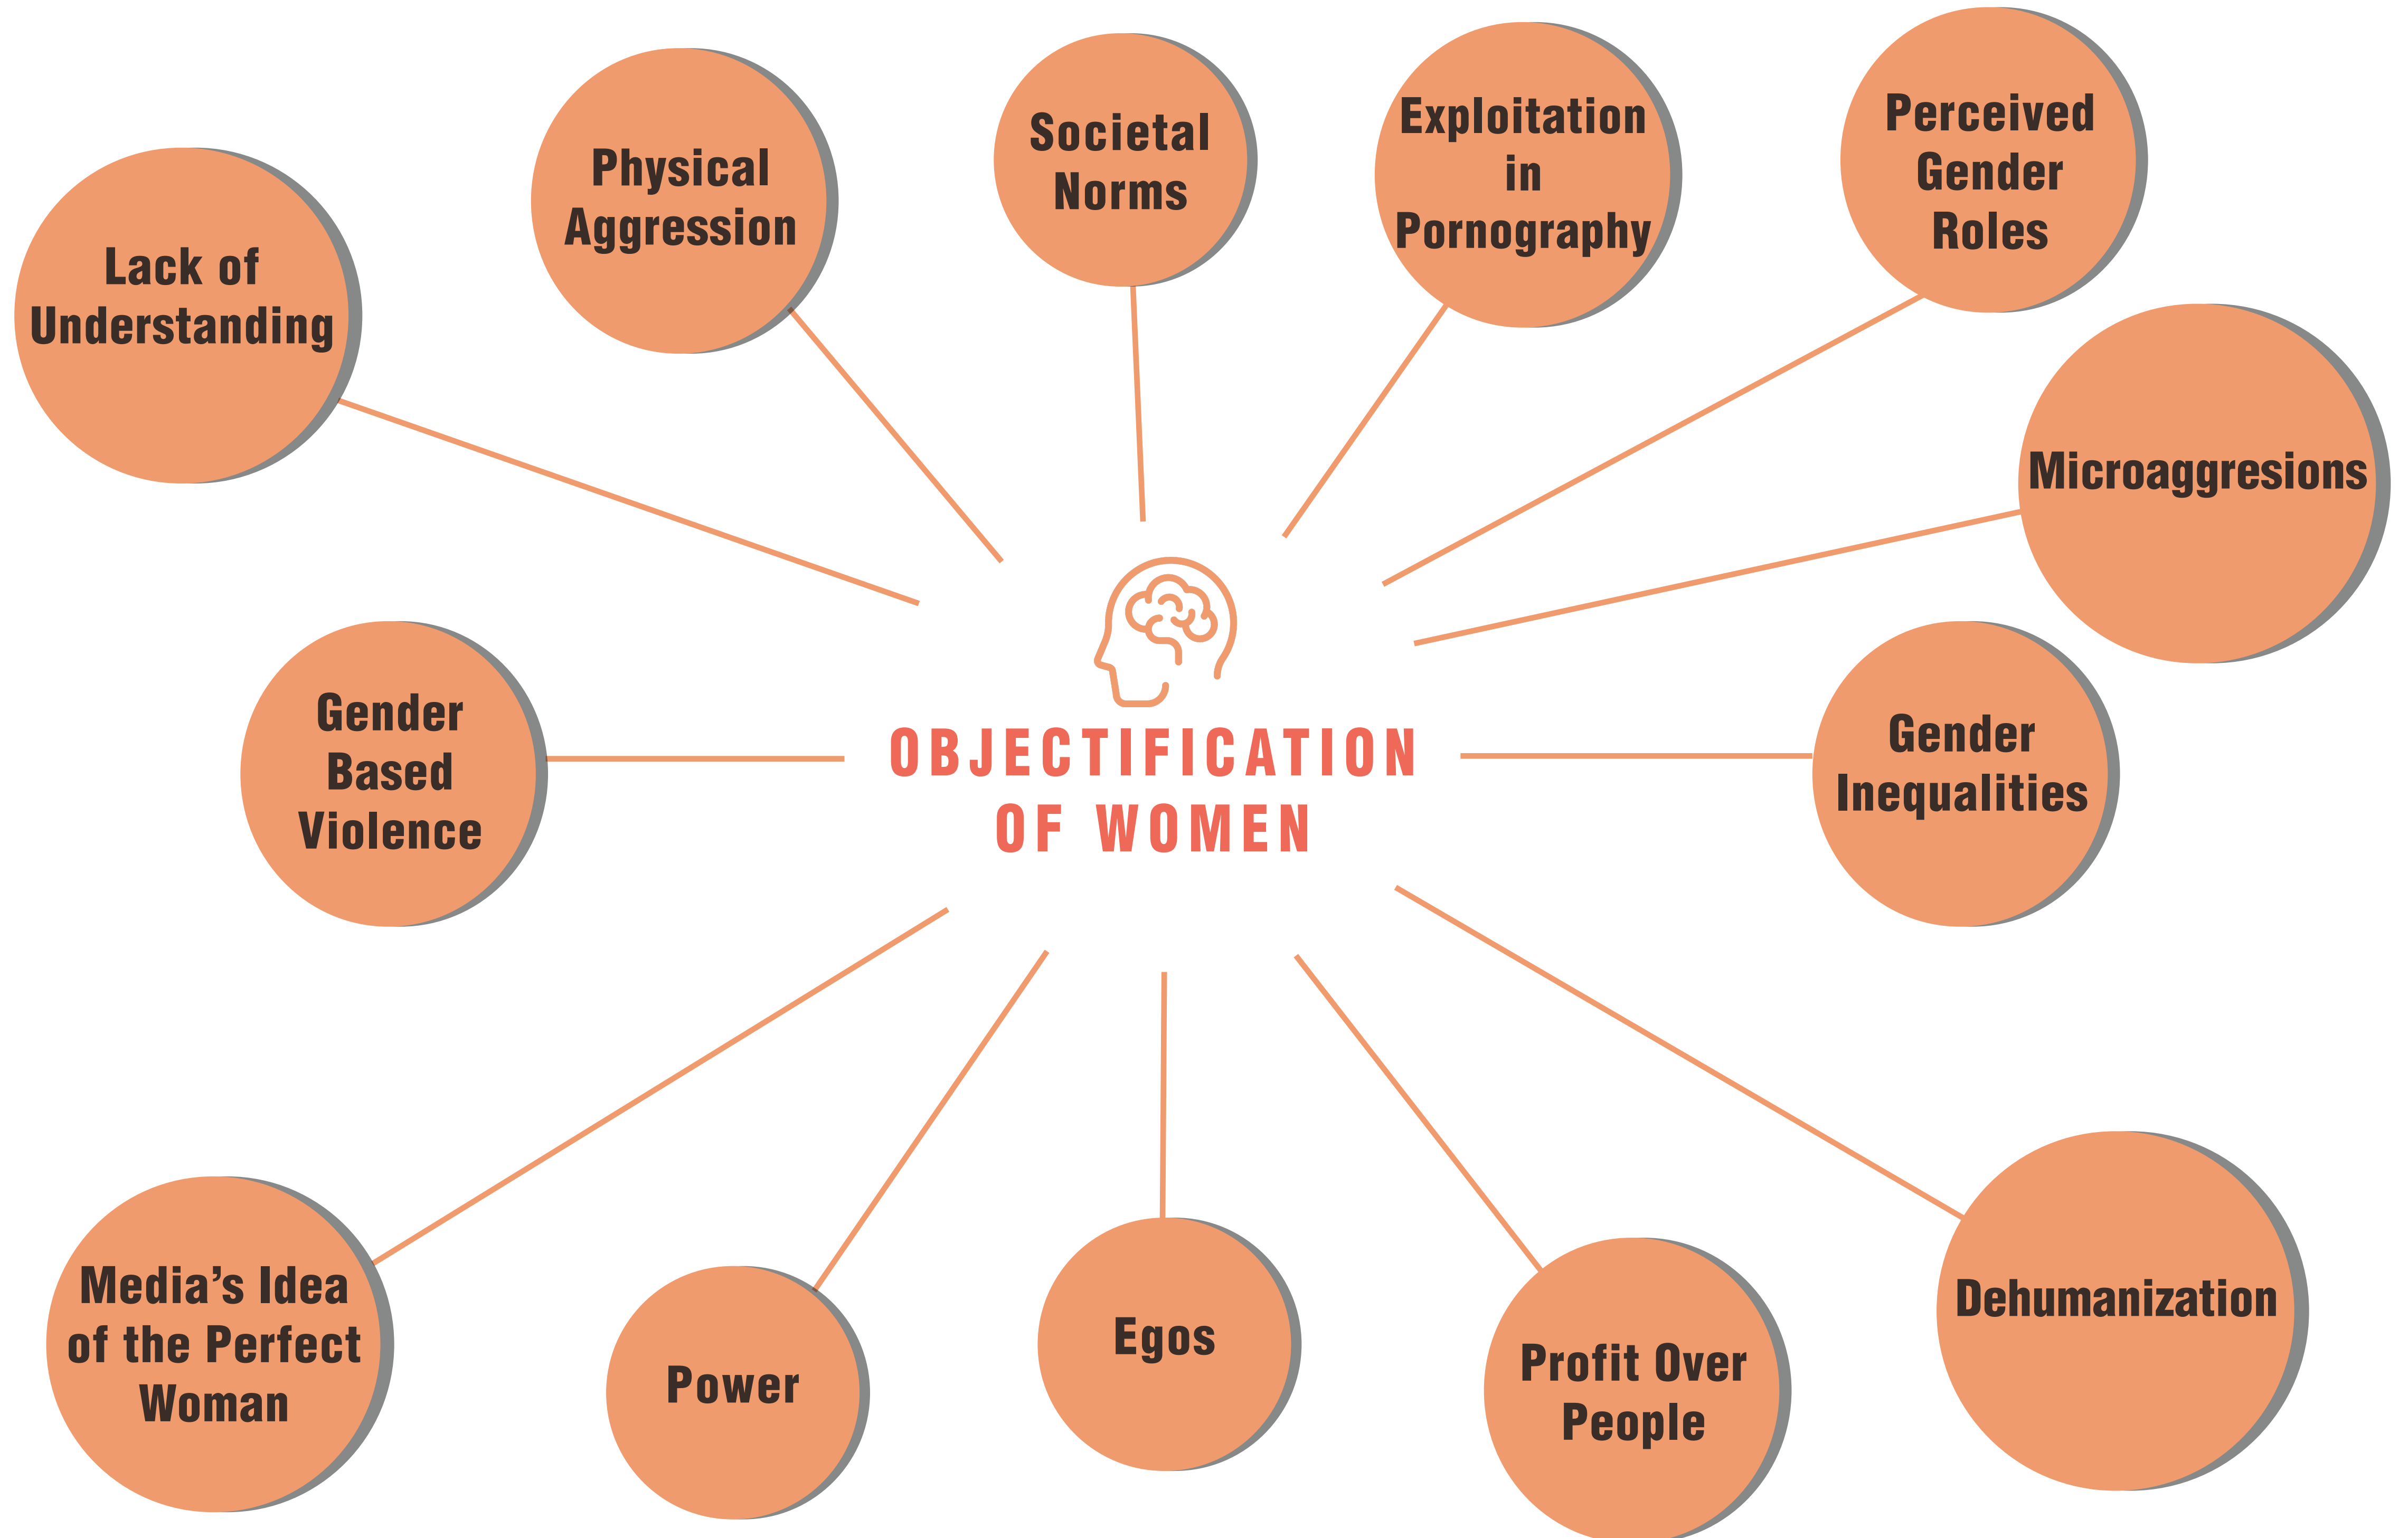 Lack of
Understanding
Physical
Aggression
Societal
Norms
Exploitation
in
Pornography
Perceived
Gender
Roles
Microaggresions
Gender
Based
Violence
OBJECTIFICATION
OF WOMEN
Gender
Inequalities
Media’s Idea
of the Perfect
Woman
Power
Egos
Profit Over
People
Dehumanization